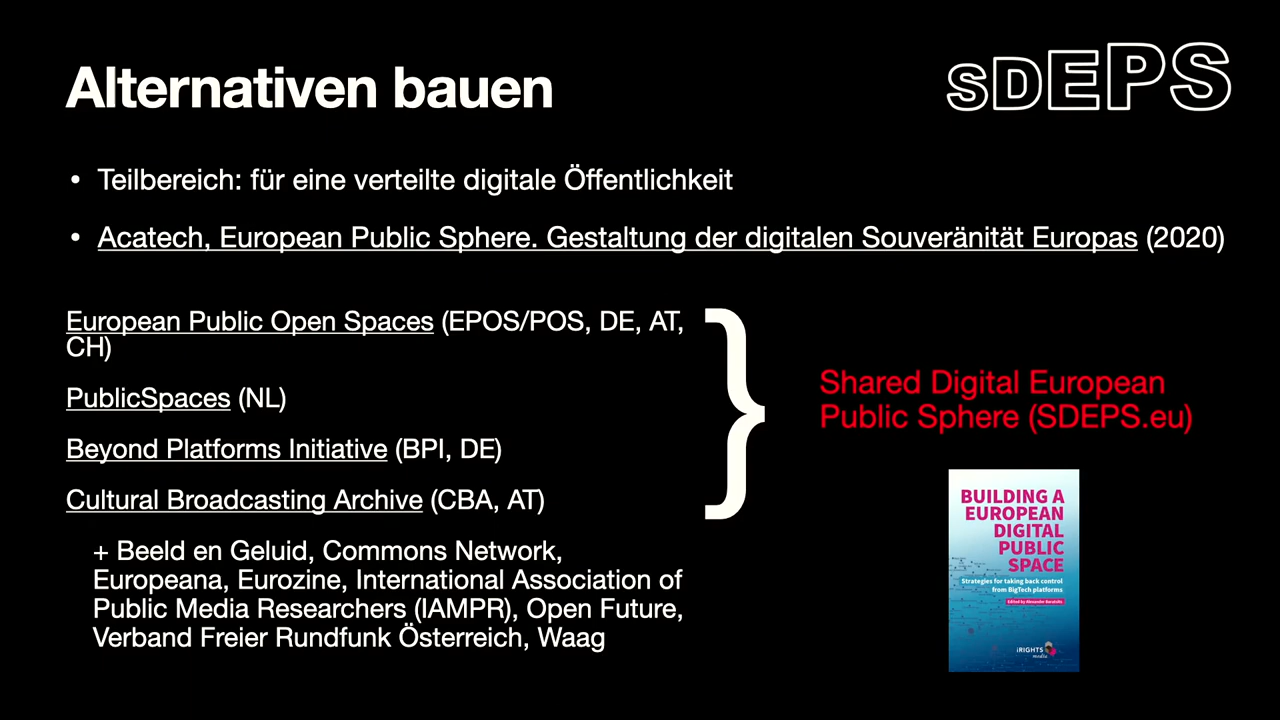 Alternativen bauen
SDEPS
• Teilbereich: für eine verteilte digitale Öffentlichkeit
• Acatech, European Public Sphere. Gestaltung der digitalen Souveränität Europas (2020)
European Public Open Spaces (EPOS/POS, DE, AT,
CH)
PublicSpaces (NL)
Beyond Platforms Initiative (BPI, DE)
Cultural Broadcasting Archive (CBA, AT)
+ Beeld en Geluid, Commons Network,
Europeana, Eurozine, International Association of
Public Media Researchers (IAMPR), Open Future,
Verband Freier Rundfunk Österreich, Waag
}
Shared Digital European
Public Sphere (SDEPS.eu)
BUILDING A
EUROPEAN
DIGITAL
PUBLIC
SPACE
Strategies for taking back control
from BigTech platforms
Edited by Alexander Baratsits
iRIGHTS
media